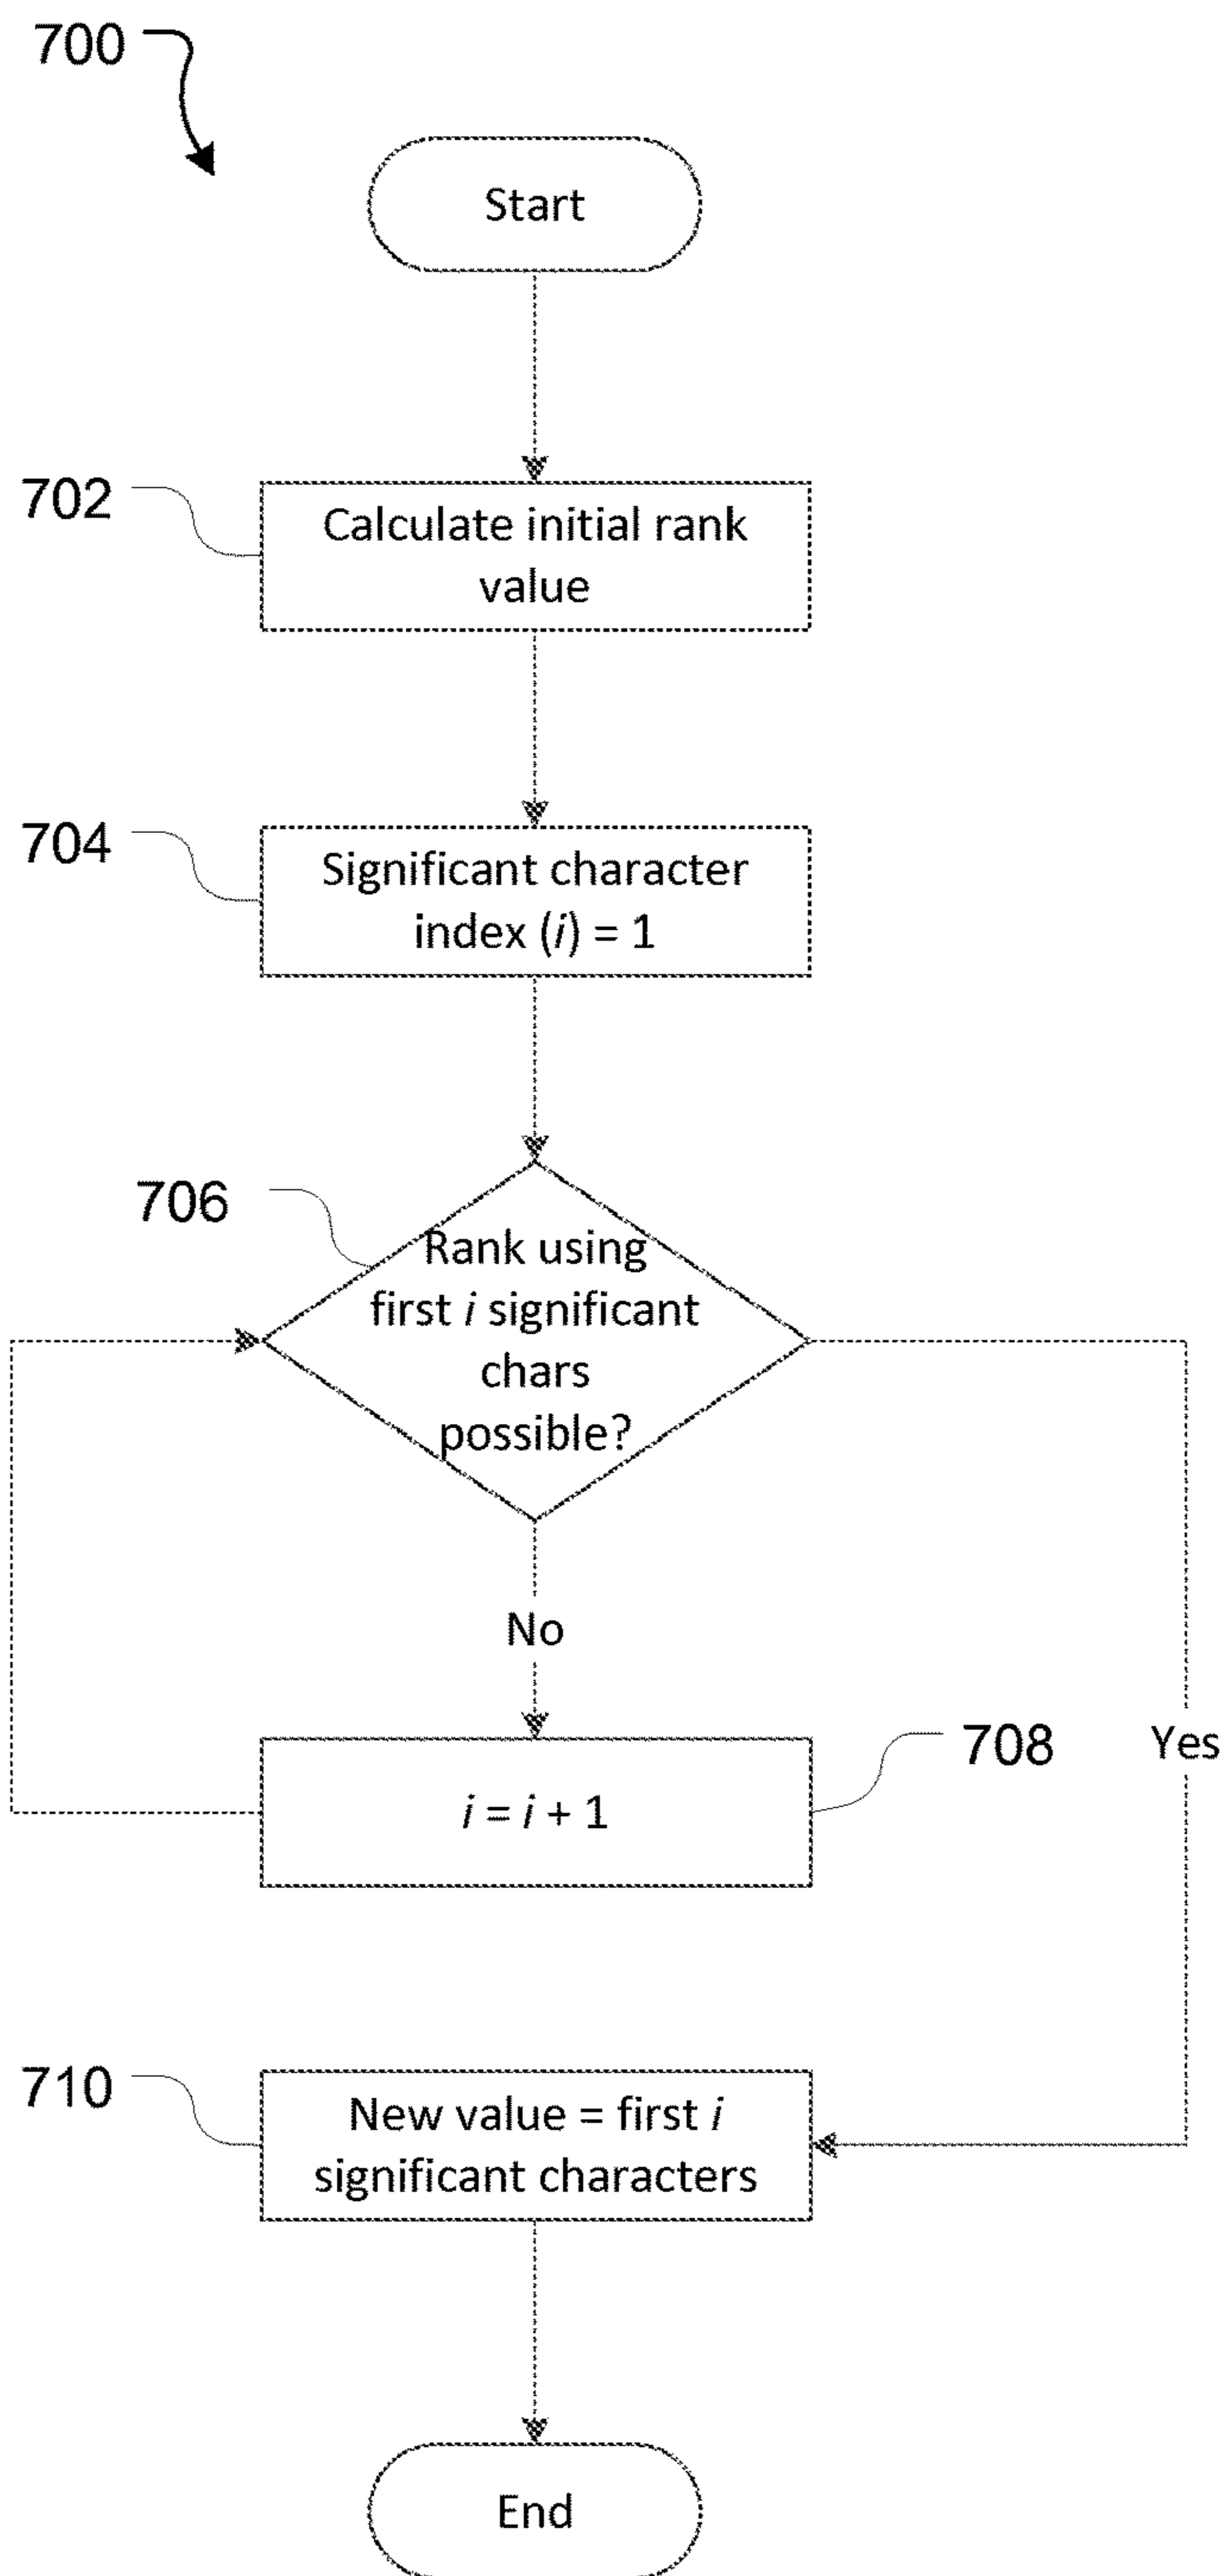 700
Start
702
Calculate initial rank
value
704
Significant character
index (i) = 1
706
Rank using
first i significant
chars
possible?
No
708
Yes
i = i + 1
710
New value = first i
significant characters
End